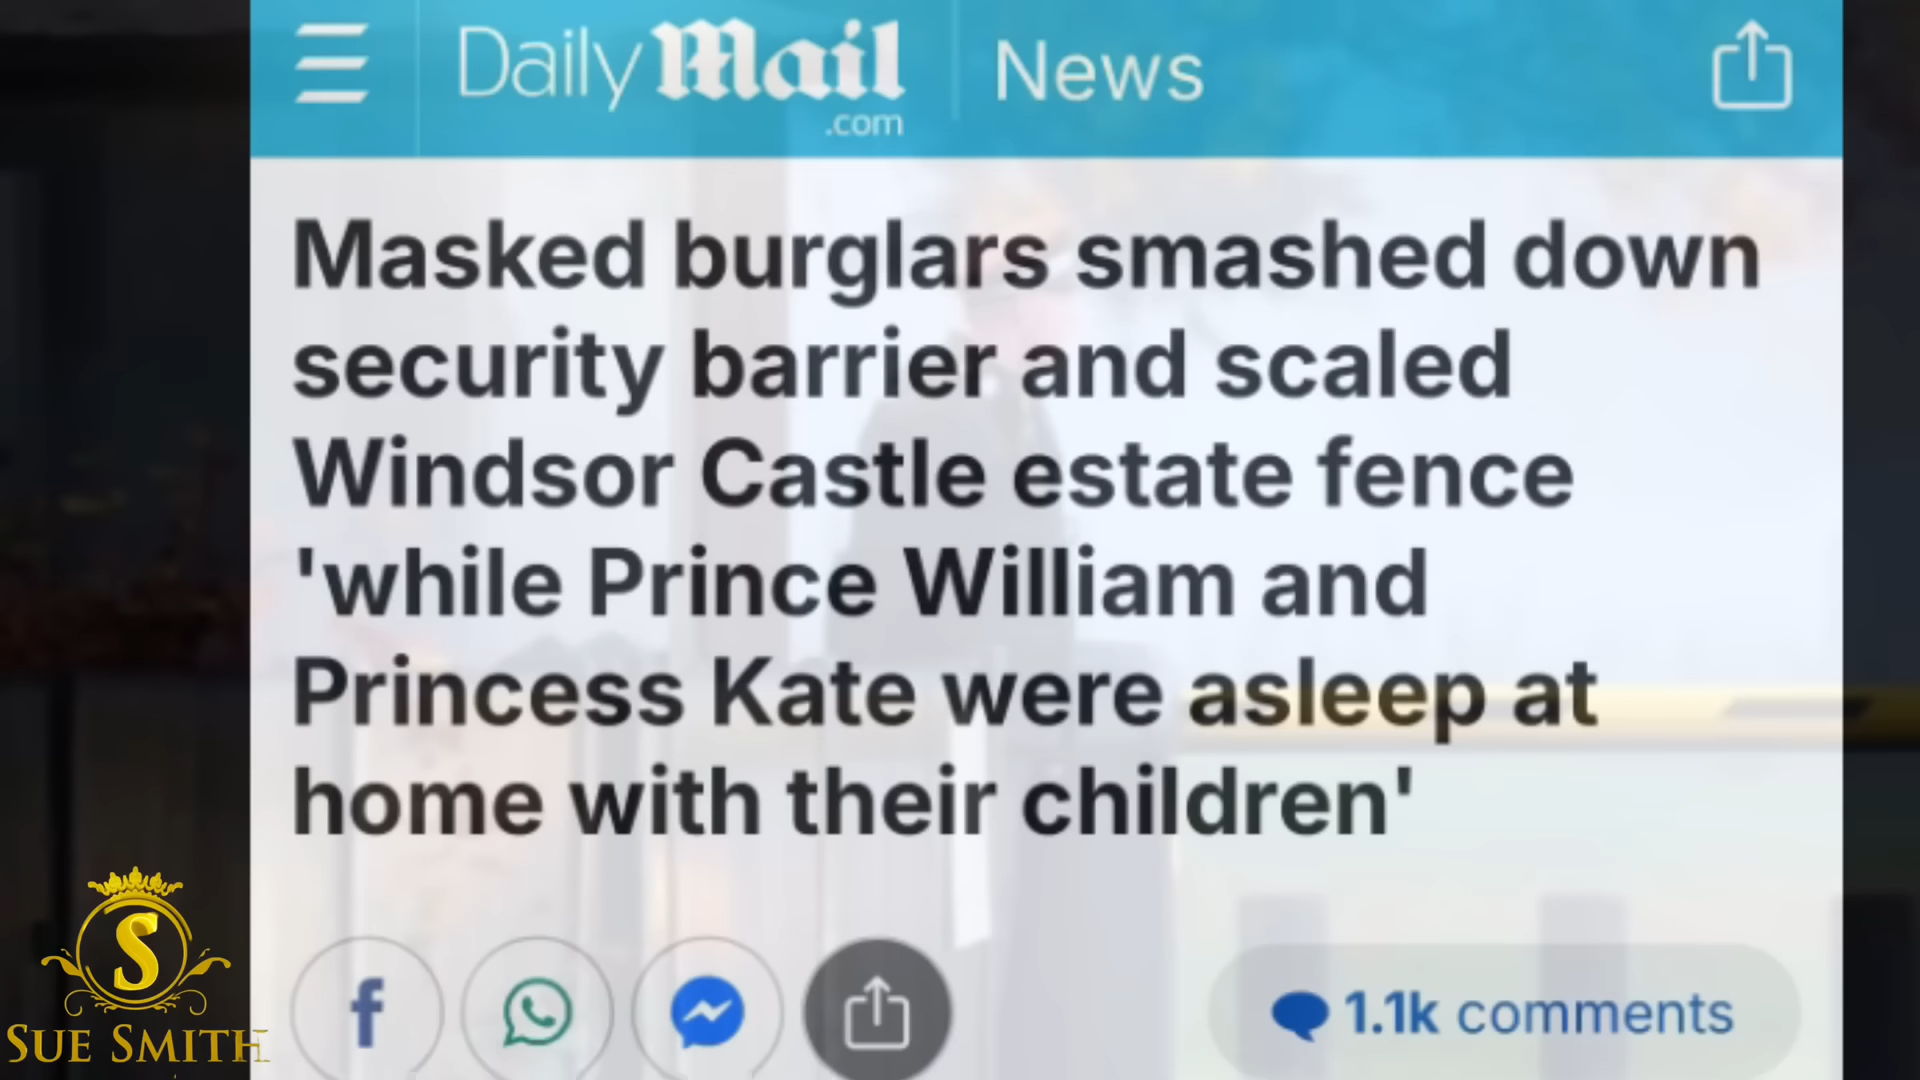 Daily Mail
.com
News
Masked burglars smashed down
security barrier and scaled
Windsor Castle estate fence
'while Prince William and
Princess Kate were asleep at
home with their children'
1.1k comments
S
SUE SMITH